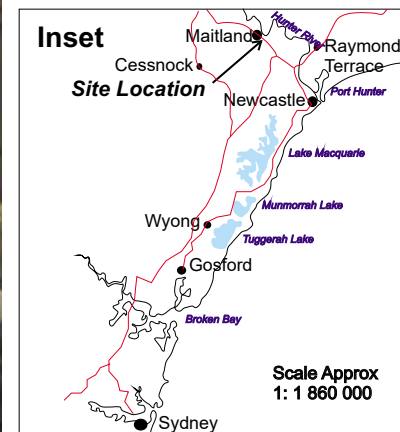 Inset
Hunter River
Maitland
Raymond
Terrace
Cessnock
Site Location
Port Hunter
Newcastle
Lake Macquarie
Munmorrah Lake
Wyong
Tuggerah Lake
Gosford
Broken Bay
Scale Approx
1: 1 860 000
Sydney